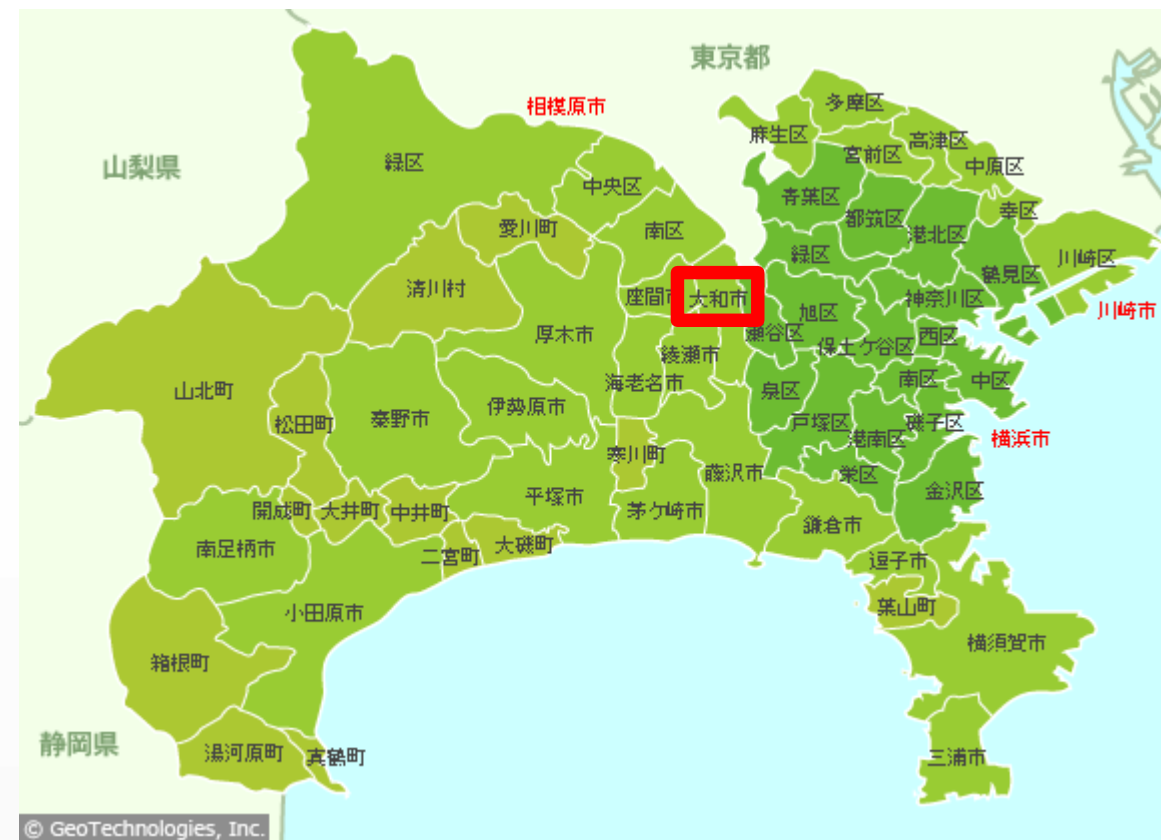 東京都
多摩区
相模原市
麻生区
高津区
宮前区
緑区
山梨県
中原区
中央区
青葉区
幸区
都筑区
愛川町
南区
港北区
緑区
川崎区
鶴見区
清川村
座間市
大和市
神奈川区
川崎市
旭区
厚木市
瀬谷区
西区
保土ケ谷区
綾瀬市
海老名市
南区
中区
山北町
泉区
伊勢原市
秦野市
松田町
戸塚区
磯子区
港南区
横浜市
寒川町
藤沢市
栄区
金沢区
平塚市
開成町
大井町
中井町
茅ケ崎市
鎌倉市
南足柄市
大磯町
二宮町
逗子市
小田原市
葉山町
横須賀市
箱根町
静岡県
湯河原町
真鶴町
三浦市
© GeoTechnologies, Inc.